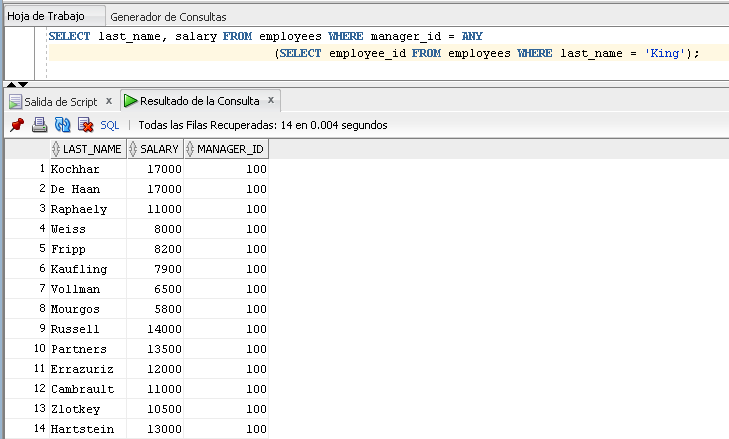 Hoja de Trabajo Generador de Consultas
SELECT last_name, salary FROM employees WHERE manager_id = ANY
(SELECT employee_id FROM employees WHERE last_name = 'King');
Salida de Script x Resultado de la Consulta x
SQL | Todas las Filas Recuperadas: 14 en 0.004 segundos
LAST_NAME SALARY MANAGER_ID
1 Kochhar 17000 100
2 De Haan 17000 100
3 Raphaely 11000 100
4 Weiss 8000 100
5 Fripp 8200 100
6 Kaufling 7900 100
7 Vollman 6500 100
8 Mourgos 5800 100
9 Russell 14000 100
10 Partners 13500 100
11 Errazuriz 12000 100
12 Cambrault 11000 100
13 Zlotkey 10500 100
14 Hartstein 13000 100